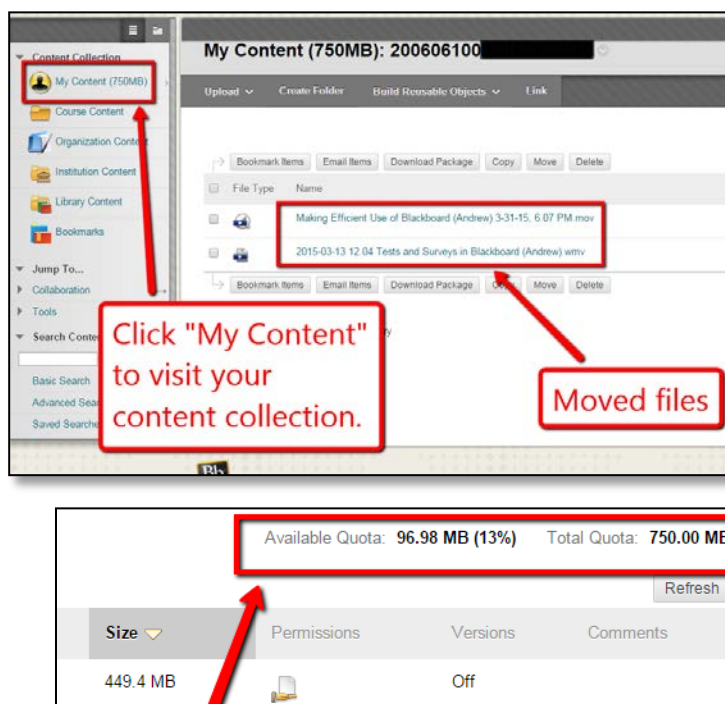 Content Collection
My Content (750MB)
Course Content
Organization Content
Institution Content
Library Content
Bookmarks
Jump To...
Collaboration
Tools
Search Conte
Basic Search
Advanced Sea
Saved Searche
My Content (750MB): 200606100
Upload Create Folder Build Reusable Objects Link
Bookmark Items Email Items Download Package Copy Move Delete
File Type Name
Making Efficient Use of Blackboard (Andrew) 3-31-15, 6.07 PM.mov
2015-03-13 12.04 Tests and Surveys in Blackboard (Andrew).wmv
Bookmark Items Email Items Download Package Copy Move Delete
Click "My Content"
to visit your
content collection.
Moved files
Bb
Available Quota: 96.98 MB (13%) Total Quota: 750.00 MB
Refresh
Size Permissions Versions Comments
449.4 MB Off